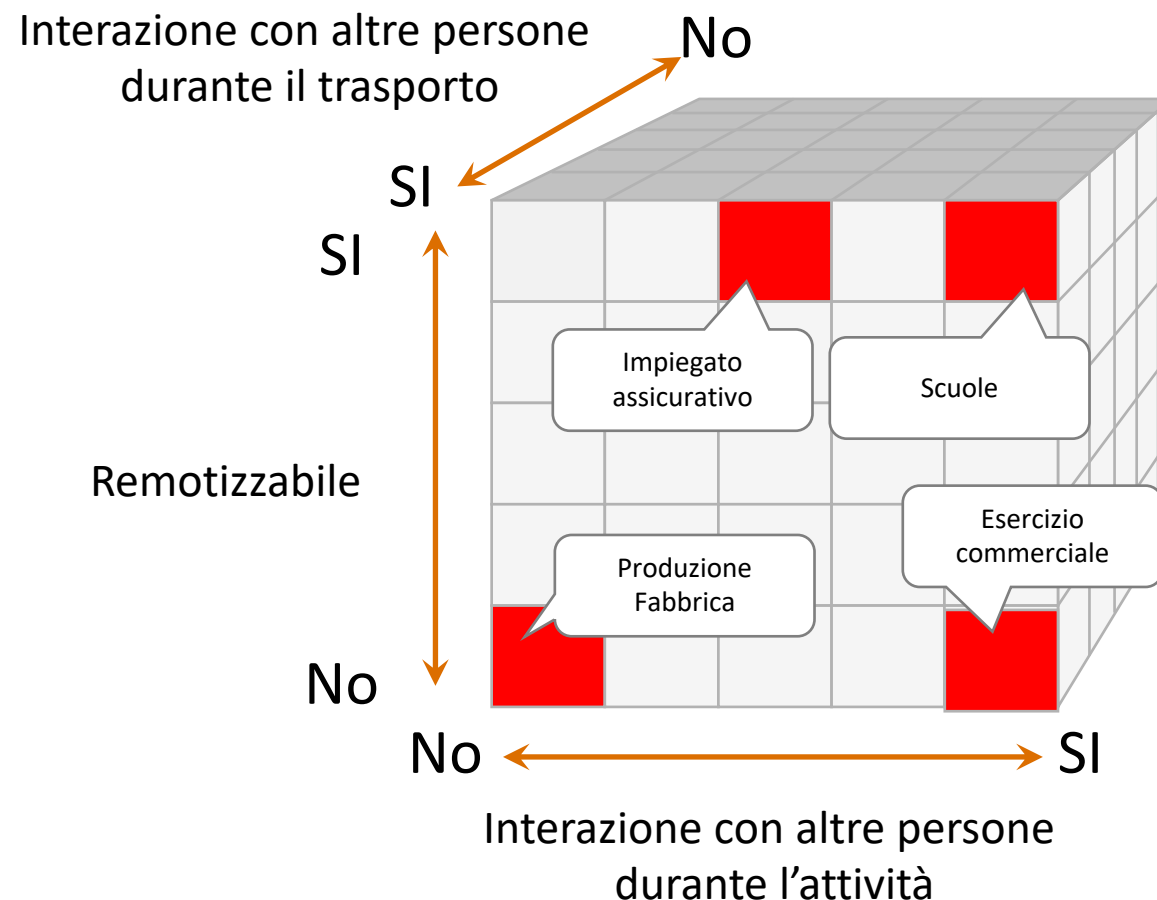 Interazione con altre persone
durante il trasporto
No
SI
SI
Impiegato
assicurativo
Scuole
Remotizzabile
Esercizio
commerciale
Produzione
Fabbrica
No
No
SI
Interazione con altre persone
durante l’attività